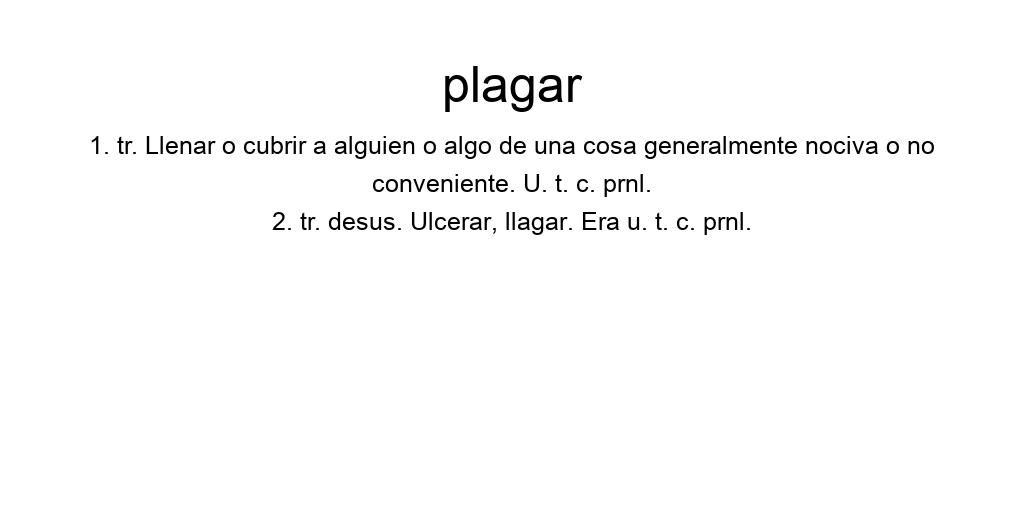 plagar
1. tr. Llenar o cubrir a alguien o algo de una cosa generalmente nociva o no
conveniente. U. t. c. prnl.
2. tr. desus. Ulcerar, llagar. Era u. t. c. prnl.